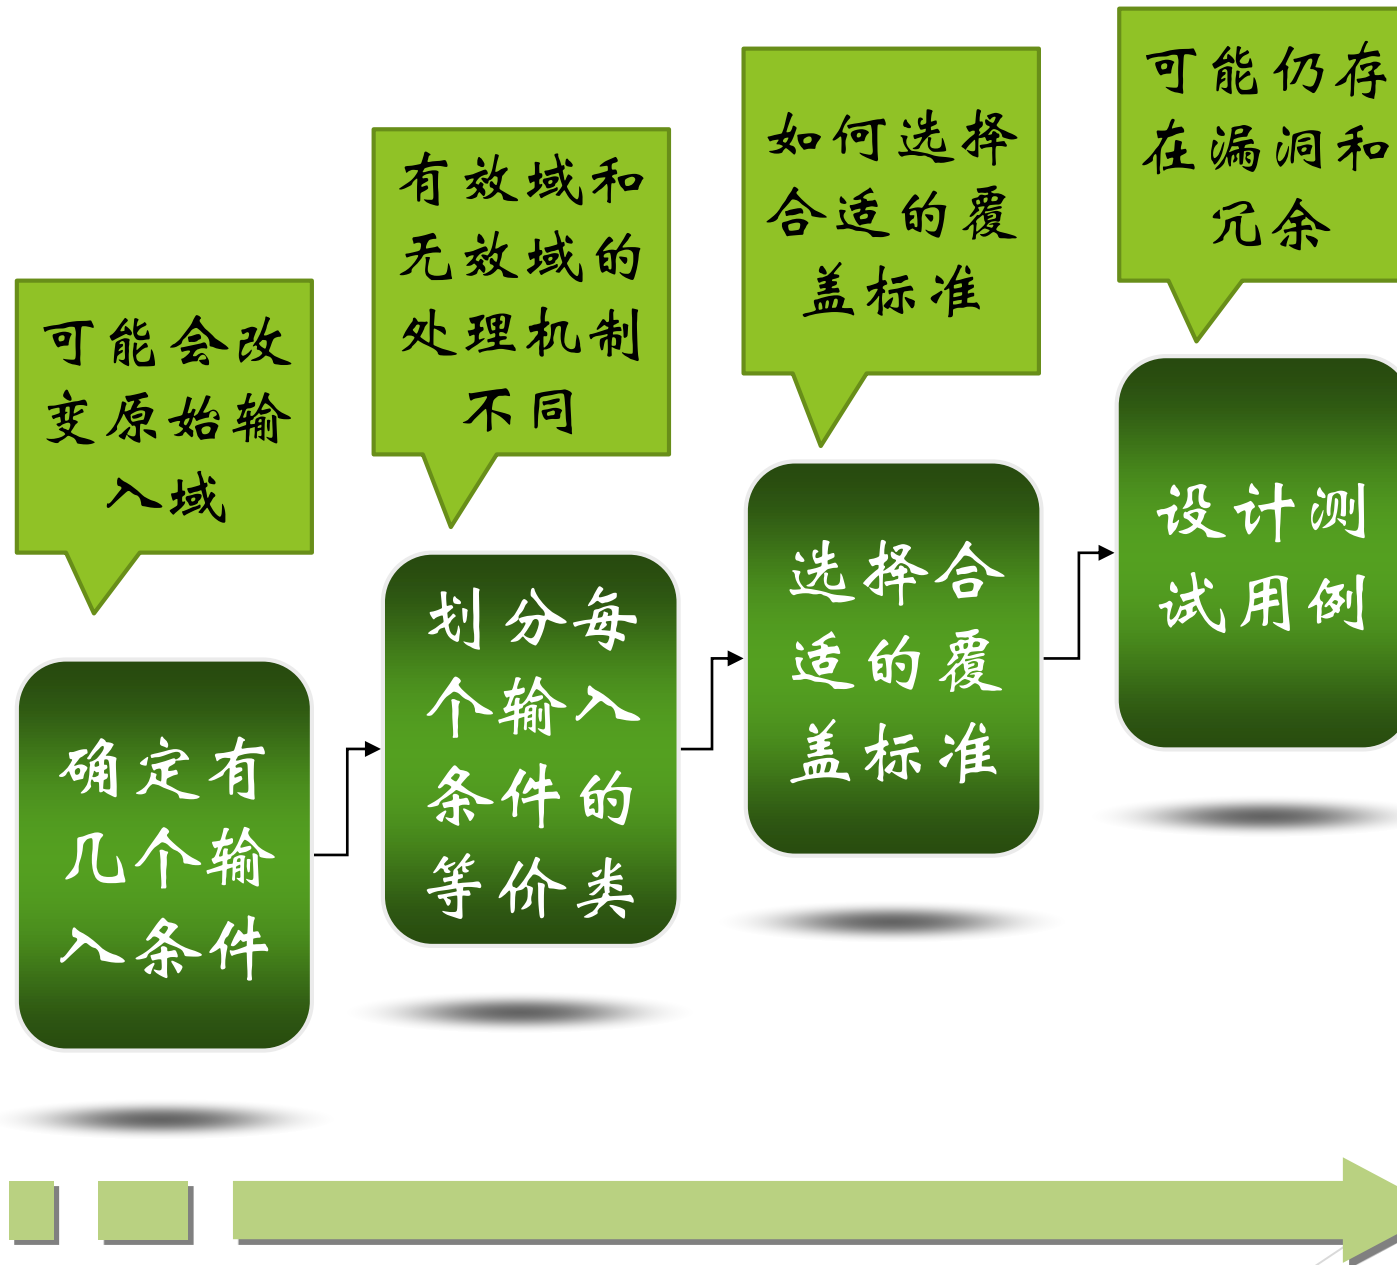 可能会改
变原始输
入域
有效域和
无效域的
处理机制
不同
如何选择
合适的覆
盖标准
可能仍存
在漏洞和
冗余
确定有
几个输
入条件
划分每
个输入
条件的
等价类
选择合
适的覆
盖标准
设计测
试用例